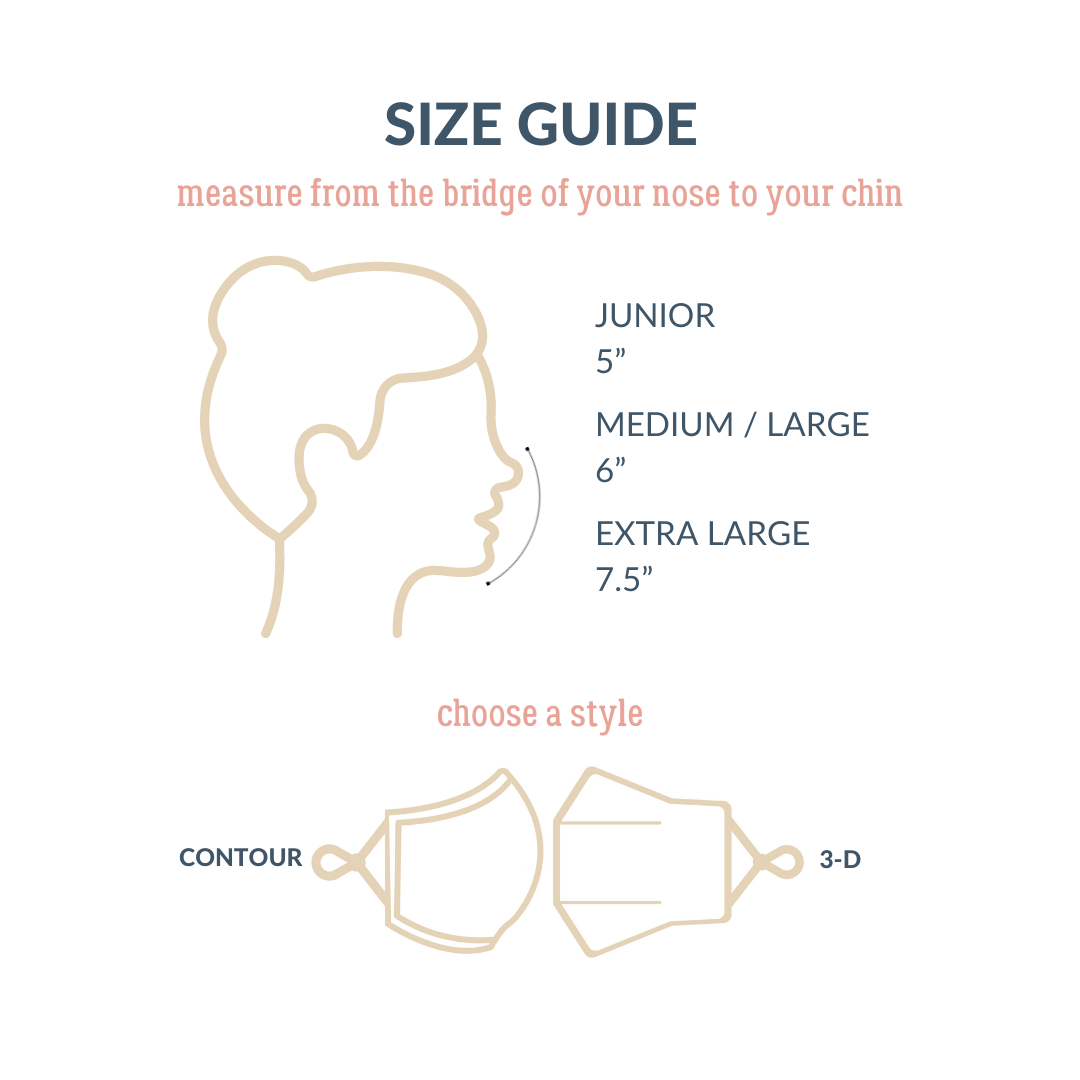 SIZE GUIDE
measure from the bridge of your nose to your chin
JUNIOR
5”
MEDIUM / LARGE
6”
EXTRA LARGE
7.5”
choose a style
CONTOUR
3-D